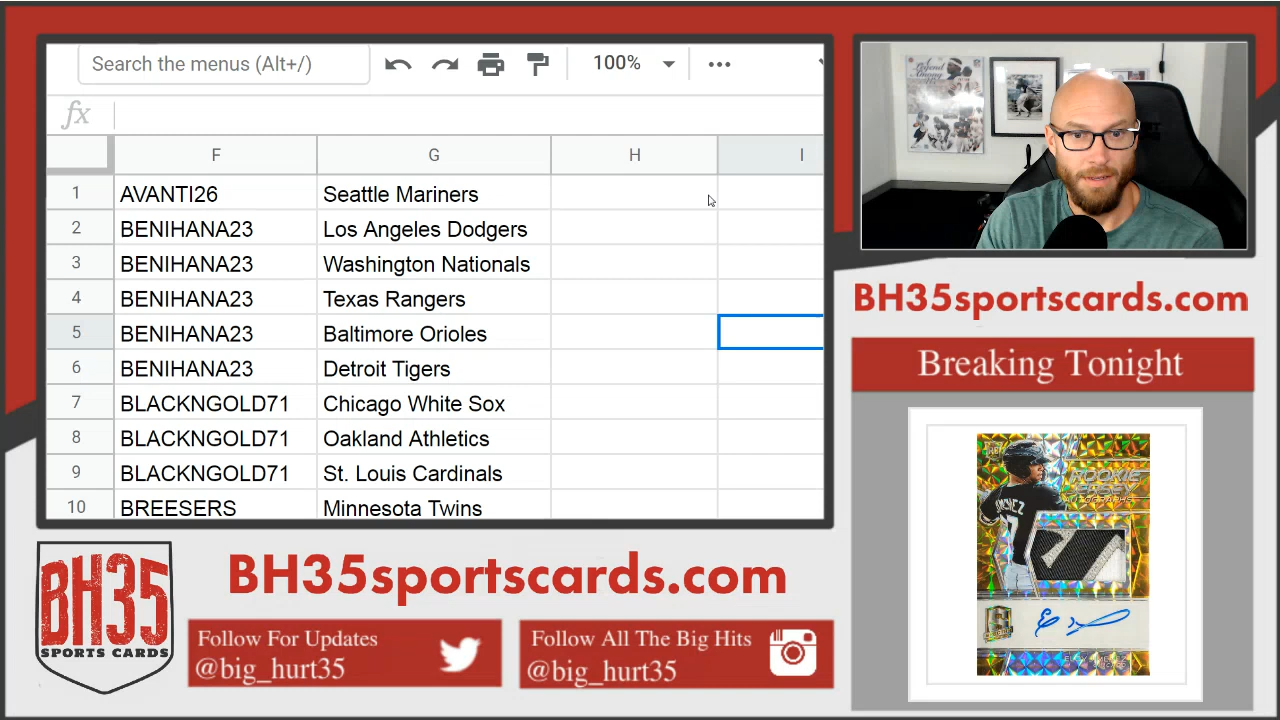 Search the menus (Alt+/)
100%
fx
F G H I
1 AVANTI26 Seattle Mariners
2 BENIHANA23 Los Angeles Dodgers
3 BENIHANA23 Washington Nationals
4 BENIHANA23 Texas Rangers
5 BENIHANA23 Baltimore Orioles
6 BENIHANA23 Detroit Tigers
7 BLACKNGOLD71 Chicago White Sox
8 BLACKNGOLD71 Oakland Athletics
9 BLACKNGOLD71 St. Louis Cardinals
10 BREESERS Minnesota Twins
BH35sportscards.com
Breaking Tonight
ROOKIE
JERSEY
AUTOGRAPHS
BH35
SPORTS CARDS
BH35sportscards.com
Follow For Updates
@big_hurt35
Follow All The Big Hits
@big_hurt35